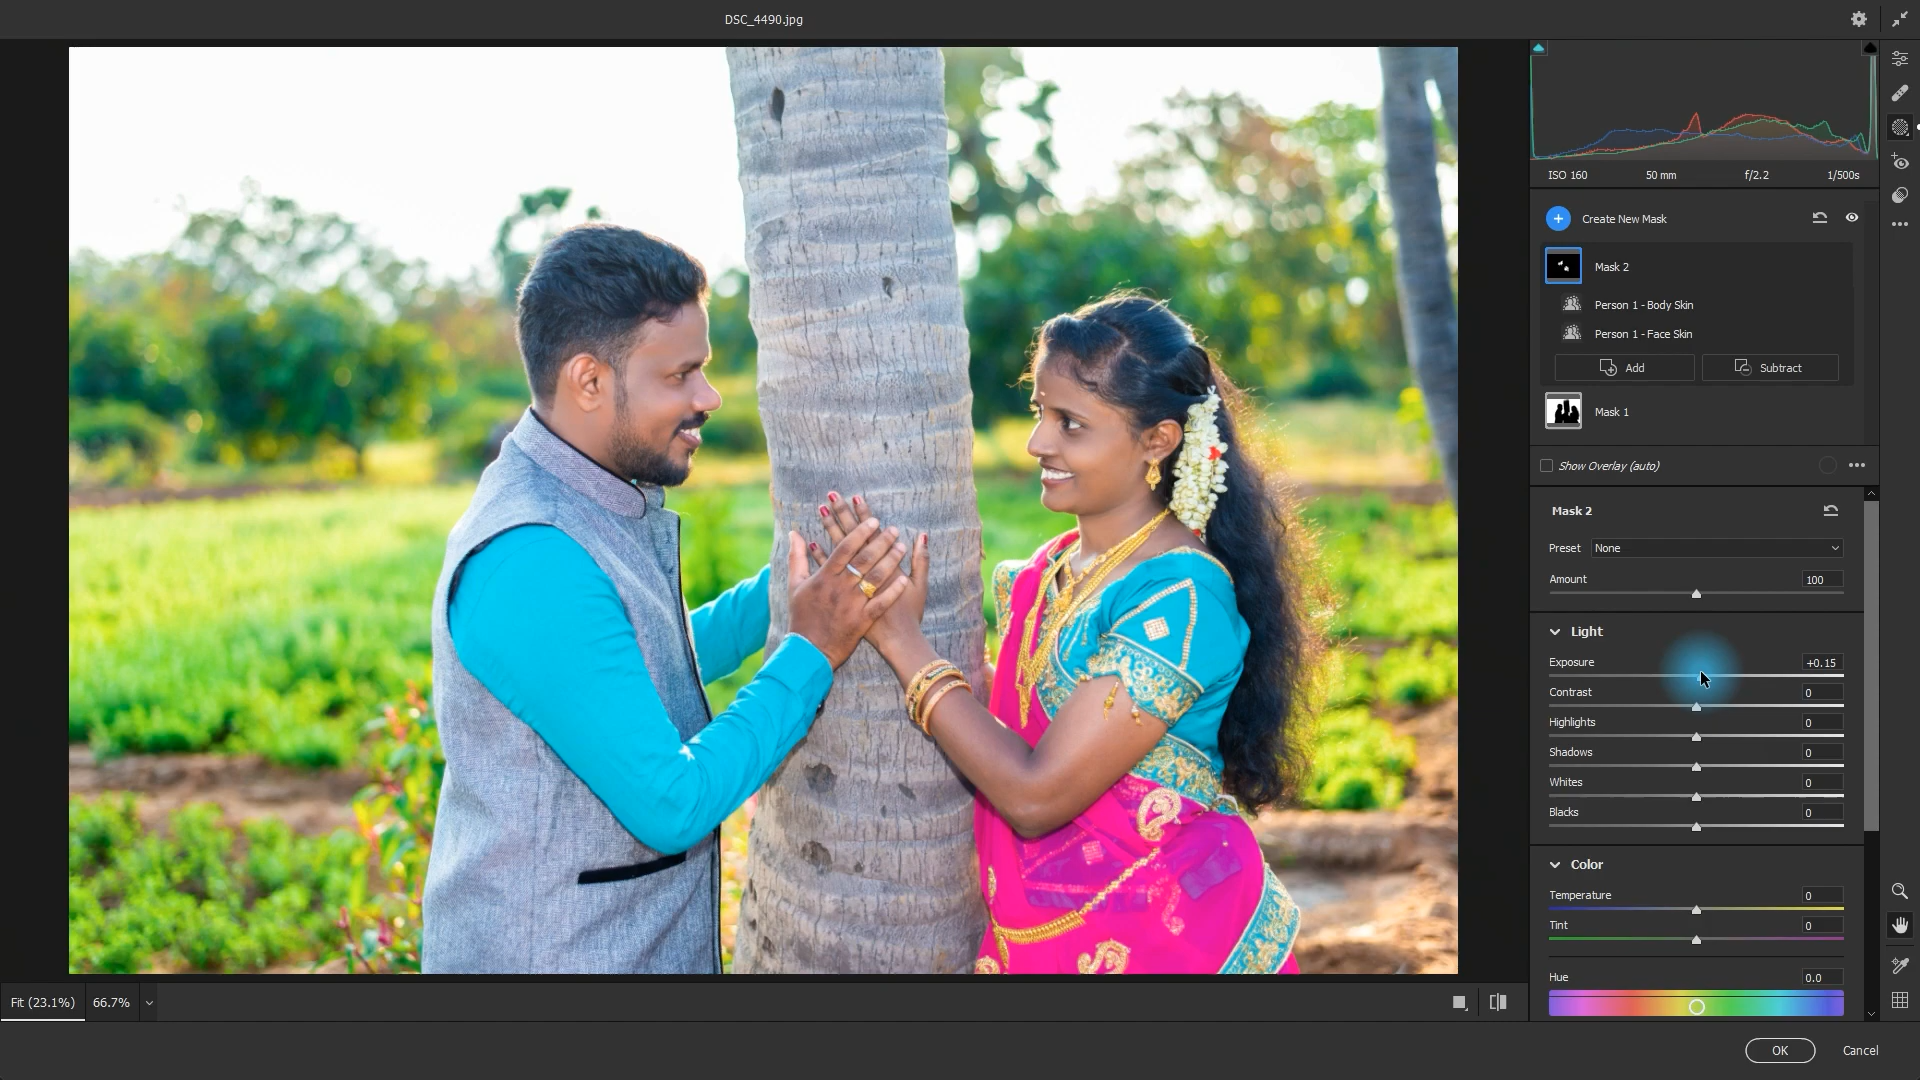 DSC_4490.jpg
ISO 160 50 mm f/2.2 1/500s
Create New Mask
Mask 2
Person 1 - Body Skin
Person 1 - Face Skin
Add Subtract
Mask 1
Show Overlay (auto)
Mask 2
Preset None
Amount 100
Light
Exposure +0.15
Contrast 0
Highlights 0
Shadows 0
Whites 0
Blacks 0
Color
Temperature 0
Tint 0
Hue 0.0
Fit (23.1%) 66.7%
OK Cancel